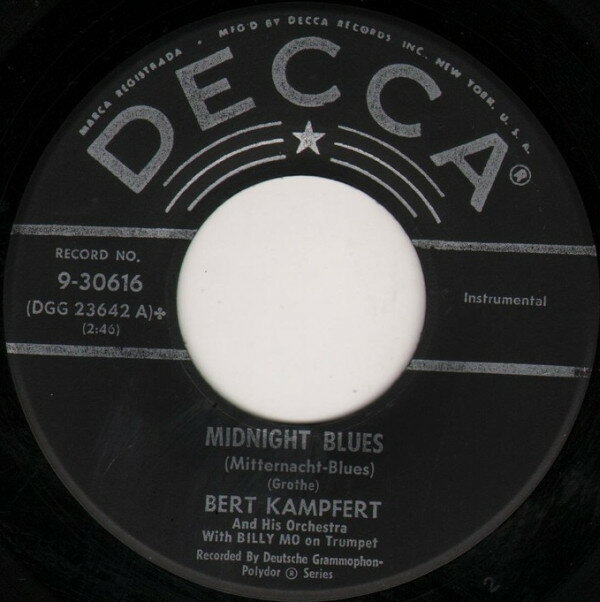 MARCA REGISTRADA • MFG'D BY DECCA RECORDS INC. NEW YORK, U.S.A.
DECCA®
RECORD NO.
9-30616
(DGG 23642 A)✤
(2:46)
Instrumental
MIDNIGHT BLUES
(Mitternacht-Blues)
(Grothe)
BERT KAMPFERT
And His Orchestra
With BILLY MO on Trumpet
Recorded By Deutsche Grammophon-
Polydor ® Series
2